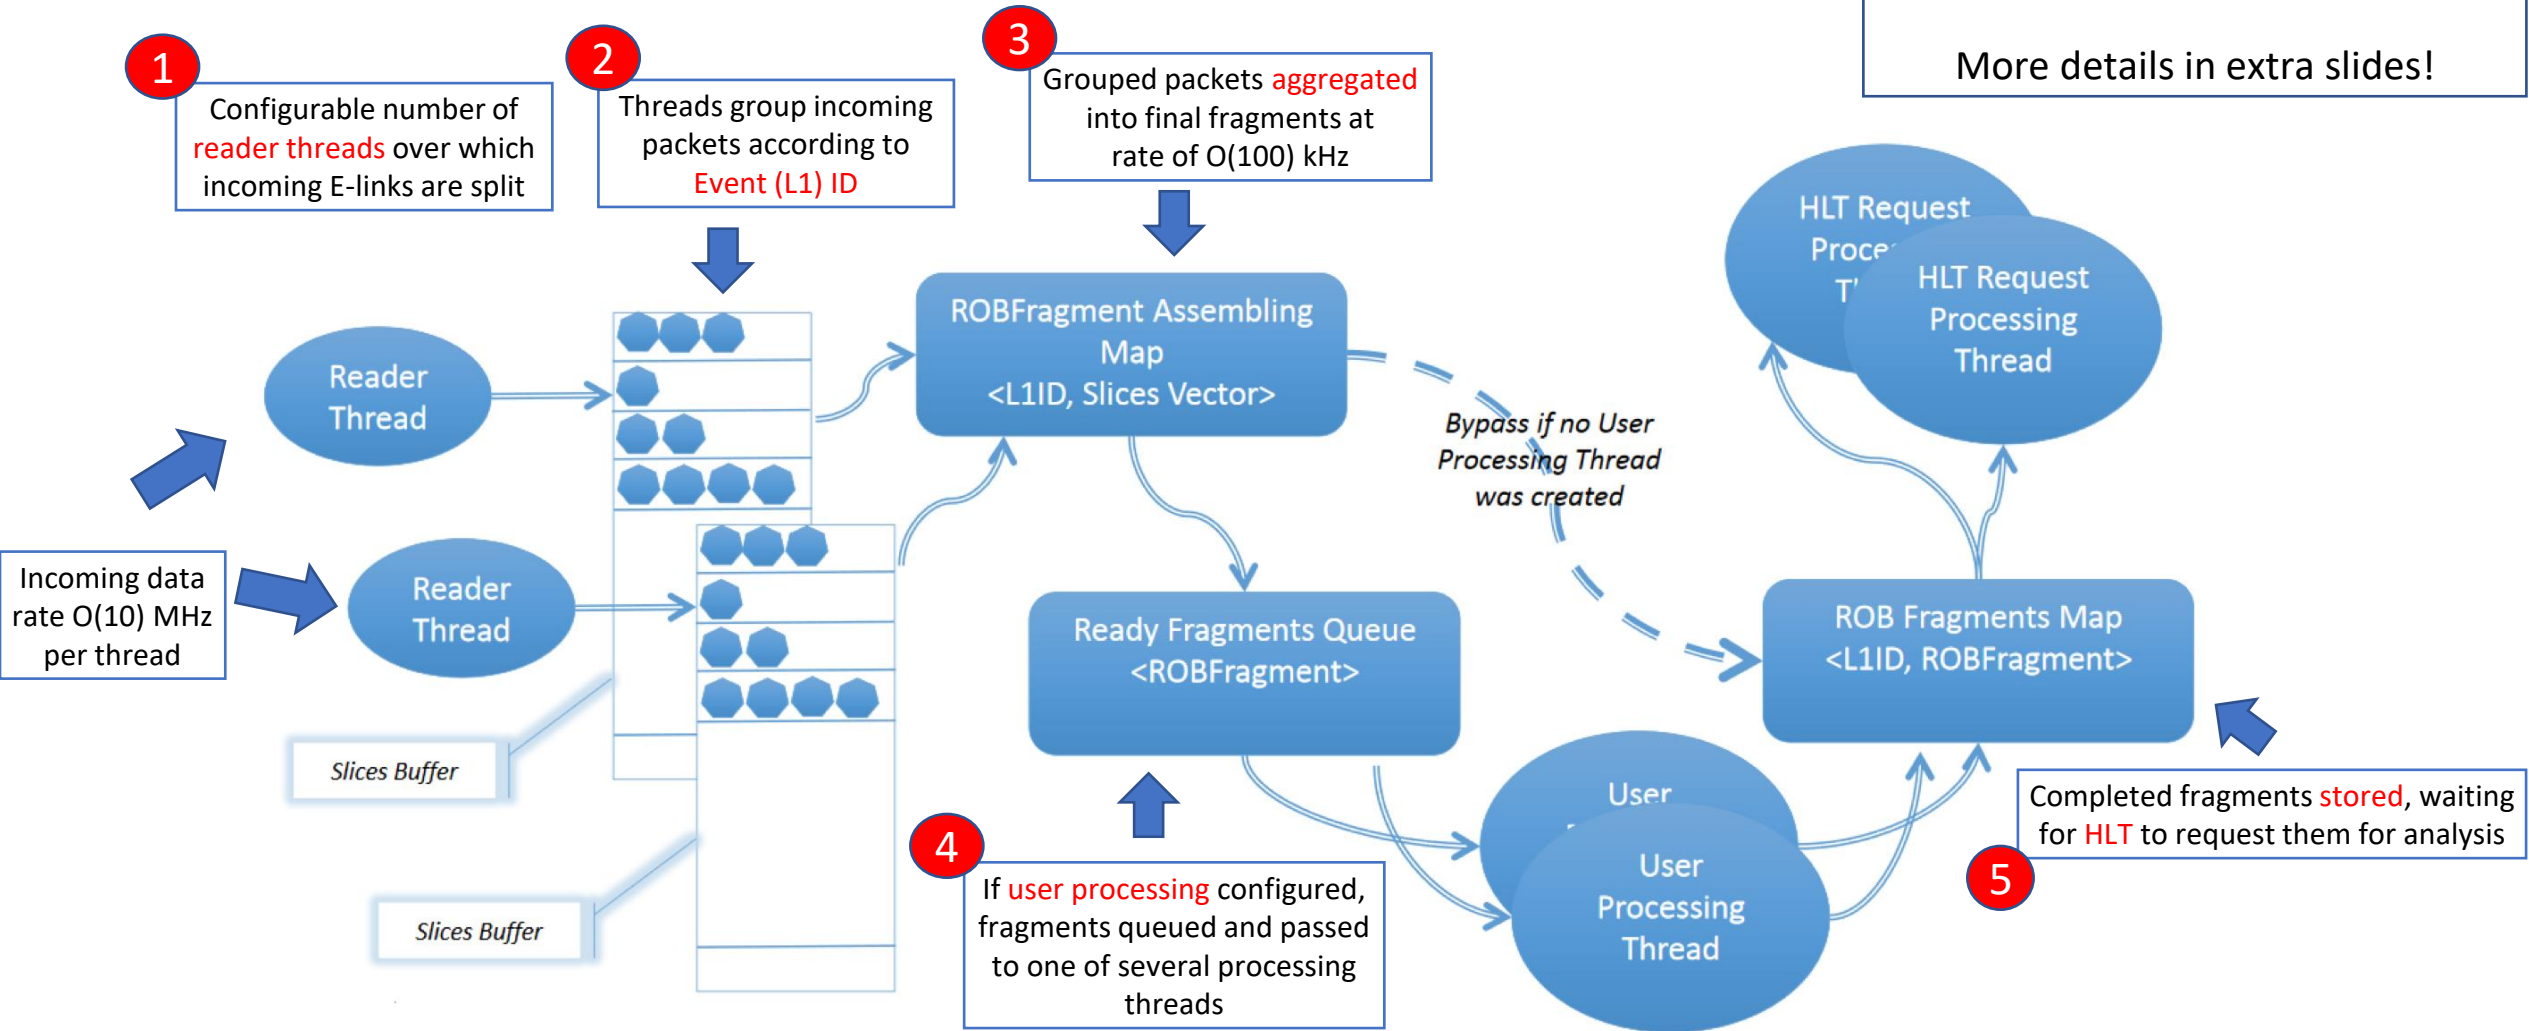 More details in extra slides!
1
Configurable number of
reader threads over which
incoming E-links are split
2
Threads group incoming
packets according to
Event (L1) ID
3
Grouped packets aggregated
into final fragments at
rate of O(100) kHz
HLT Request
Processing
Thread
HLT Request
ROBFragment Assembling
Map
<L1ID, Slices Vector>
Reader
Thread
Bypass if no User
Processing Thread
was created
Incoming data
rate O(10) MHz
per thread
Reader
Thread
Ready Fragments Queue
<ROBFragment>
ROB Fragments Map
<L1ID, ROBFragment>
Slices Buffer
Slices Buffer
4
If user processing configured,
fragments queued and passed
to one of several processing
threads
User
User
Processing
Thread
Completed fragments stored, waiting
for HLT to request them for analysis
5